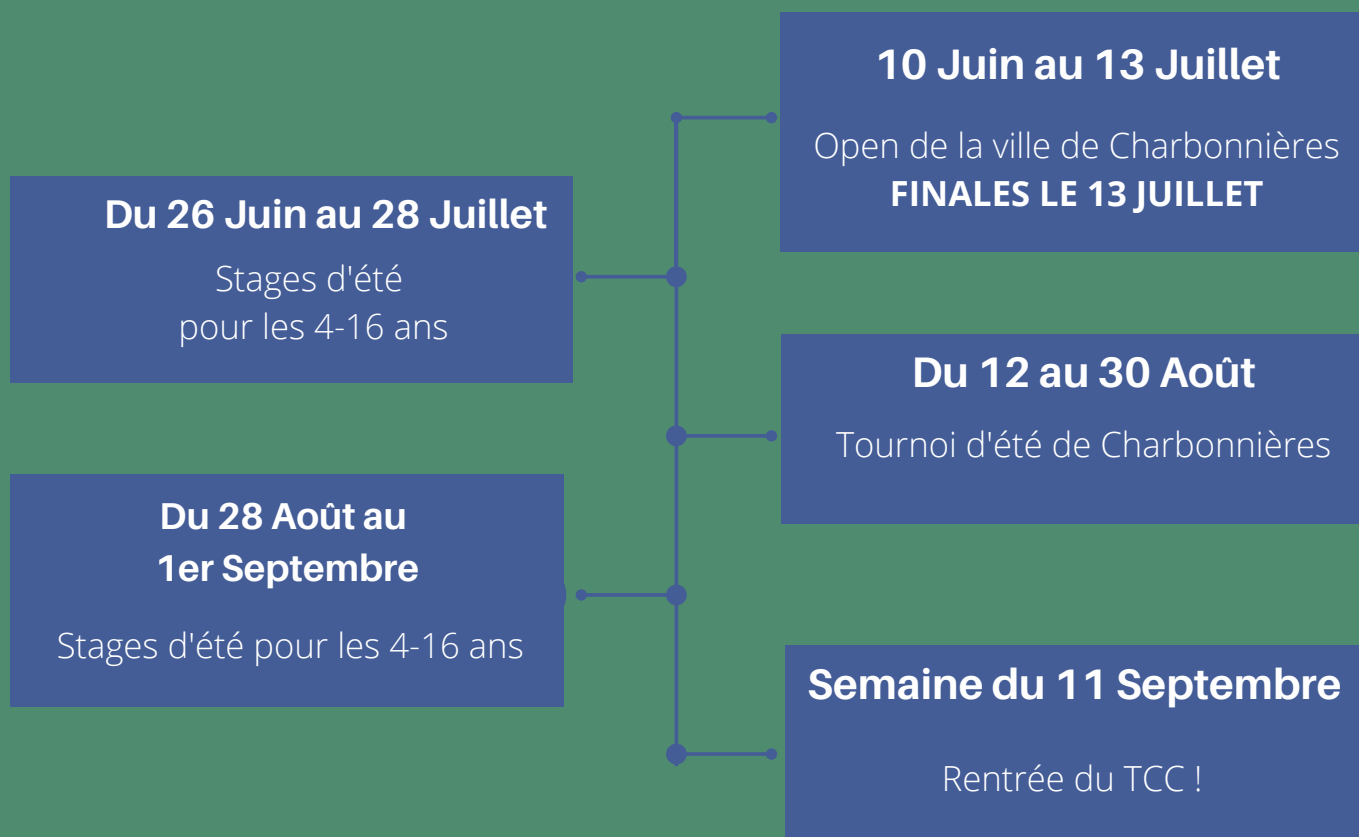 10 Juin au 13 Juillet
Open de la ville de Charbonnières
FINALES LE 13 JUILLET
Du 26 Juin au 28 Juillet
Stages d'été
pour les 4-16 ans
Du 12 au 30 Août
Tournoi d'été de Charbonnières
Du 28 Août au
1er Septembre
Stages d'été pour les 4-16 ans
Semaine du 11 Septembre
Rentrée du TCC !